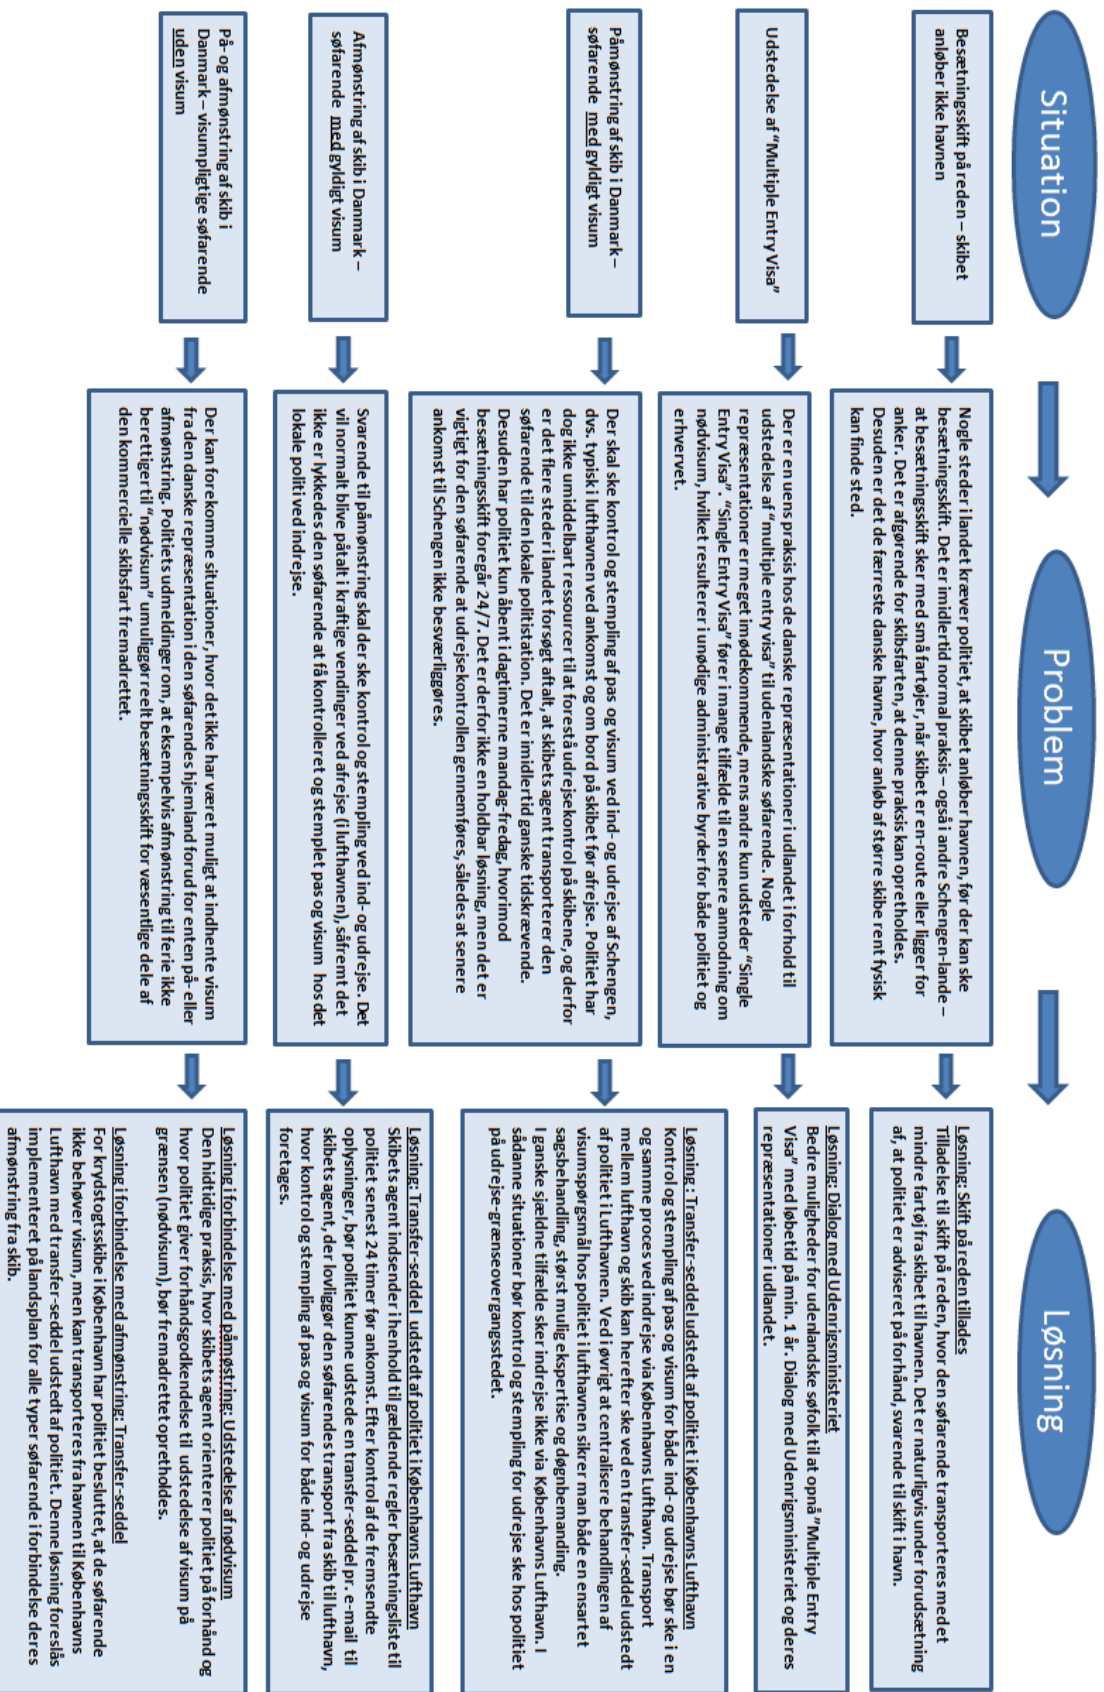 Situation
Problem
Løsning
Besætningsskift på reden – skibet
anløber ikke havnen
Nogle steder i landet kræver politiet, at skibet anløber havnen, før der kan ske
besætningsskift. Det er imidlertid normal praksis – også i andre Schengen-lande –
at besætningsskift sker med små fartøjer, når skibet er en-route eller ligger for
anker. Det er afgørende for skibsfarten, at denne praksis kan opretholdes.
Desuden er det de færreste danske havne, hvor anløb af større skibe rent fysisk
kan finde sted.
Løsning: Skift på reden tillades
Tilladelse til skift på reden, hvor den søfarende transporteres med et
mindre fartøj fra skibet til havnen. Det er naturligvis under forudsætning
af, at politiet er adviseret på forhånd, svarende til skift i havn.
Udstedelse af "Multiple Entry Visa"
Der er en uens praksis hos de danske repræsentationer i udlandet i forhold til
udstedelse af "multiple entry visa" til udenlandske søfarende. Nogle
repræsentationer er meget imødekommende, mens andre kun udsteder "Single
Entry Visa". "Single Entry Visa" fører i mange tilfælde til en senere anmodning om
nødvisum, hvilket resulterer i unødige administrative byrder for både politiet og
erhvervet.
Løsning: Dialog med Udenrigsministeriet
Bedre muligheder for udenlandske søfolk til at opnå "Multiple Entry
Visa" med løbetid på min. 1 år. Dialog med Udenrigsministeriet og deres
repræsentationer i udlandet.
Påmønstring af skib i Danmark –
søfarende med gyldigt visum
Der skal ske kontrol og stempling af pas og visum ved ind- og udrejse af Schengen,
dvs. typisk i lufthavnen ved ankomst og om bord på skibet før afrejse. Politiet har
dog ikke umiddelbart ressourcer til at forestå udrejsekontrol på skibene, og derfor
er det flere steder i landet forsøgt aftalt, at skibets agent transporterer den
søfarende til den lokale politistation. Det er imidlertid ganske tidskrævende.
Desuden har politiet kun åbent i dagtimerne mandag-fredag, hvorimod
besætningsskift foregår 24/7. Det er derfor ikke en holdbar løsning, men det er
vigtigt for den søfarende at udrejsekontrollen gennemføres, således at senere
ankomst til Schengen ikke besværliggøres.
Løsning : Transfer-seddel udstedt af politiet i Københavns Lufthavn
Kontrol og stempling af pas og visum for både ind- og udrejse bør ske i en
og samme proces ved indrejse via Københavns Lufthavn. Transport
mellem lufthavn og skib kan herefter ske ved en transfer-seddel udstedt
af politiet i Lufthavnen. Ved i øvrigt at centralisere behandlingen af
visumspørgsmål hos politiet i lufthavnen sikrer man både en ensartet
sagsbehandling, størst mulig ekspertise og døgnbemanding.
I ganske sjældne tilfælde sker indrejse ikke via Københavns Lufthavn. I
sådanne situationer bør kontrol og stempling for udrejse ske hos politiet
på udrejse-grænseovergangsstedet.
Afmønstring af skib i Danmark –
søfarende med gyldigt visum
Svarende til påmønstring skal der ske kontrol og stempling ved ind- og udrejse. Det
vil normalt blive påtalt i kraftige vendinger ved afrejse (i lufthavnen), såfremt det
ikke er lykkedes den søfarende at få kontrolleret og stemplet pas og visum hos det
lokale politi ved indrejse.
Løsning: Transfer-seddel udstedt af politiet i Københavns Lufthavn
Skibets agent indsender i henhold til gældende regler besætningsliste til
politiet senest 24 timer før ankomst. Efter kontrol af de fremsendte
oplysninger, bør politiet kunne udstede en transfer-seddel pr. e-mail til
skibets agent, der lovliggør den søfarendes transport fra skib til lufthavn,
hvor kontrol og stempling af pas og visum for både ind- og udrejse
foretages.
På- og afmønstring af skib i
Danmark – visumpligtige søfarende
uden visum
Der kan forekomme situationer, hvor det ikke har været muligt at indhente visum
fra den danske repræsentation i den søfarendes hjemland forud for enten på- eller
afmønstring. Politiets udmeldinger om, at eksempelvis afmønstring til ferie ikke
berettiger til "nødvisum" umuliggør reelt besætningsskift for væsentlige dele af
den kommercielle skibsfart fremadrettet.
Løsning i forbindelse med påmøstring: Udstedelse af nødvisum
Den hidtidige praksis, hvor skibets agent orienterer politiet på forhånd og
hvor politiet giver forhåndsgodkendelse til udstedelse af visum på
grænsen (nødvisum), bør fremadrettet opretholdes.
Løsning i forbindelse med afmønstring: Transfer-seddel
For krydstogtsskibe i København har politiet besluttet, at de søfarende
ikke behøver visum, men kan transporteres fra havnen til Københavns
Lufthavn med transfer-seddel udstedt af politiet. Denne løsning foreslås
implementeret på landsplan for alle typer søfarende i forbindelse deres
afmønstring fra skib.